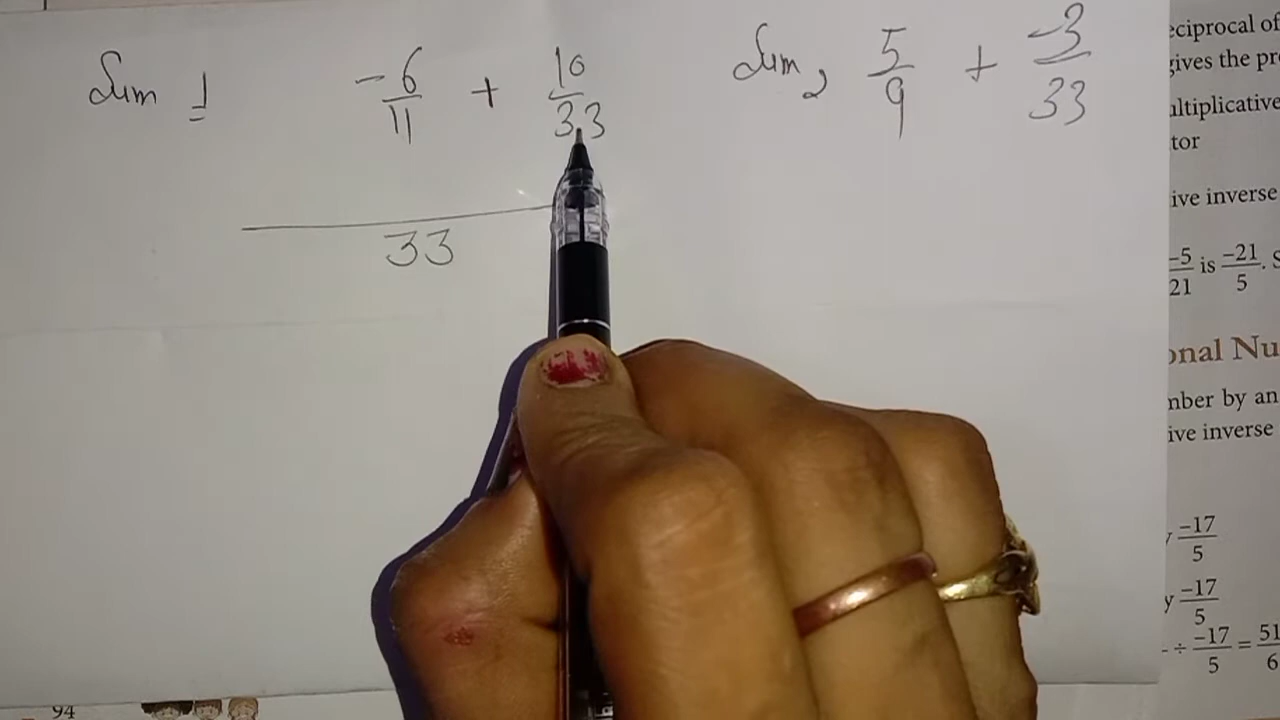 Sum 1 -6/11 + 10/33
33
Sum 2 5/9 + -3/33
eciprocal of
gives the pr
ultiplicative
tor
ive inverse
-5/21 is -21/5. S
onal Nu
nber by an
ive inverse
-17/5
y -17/5
÷ -17/5 = 51/6
94